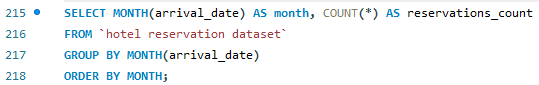 215 SELECT MONTH(arrival_date) AS month, COUNT(*) AS reservations_count
216 FROM `hotel reservation dataset`
217 GROUP BY MONTH(arrival_date)
218 ORDER BY MONTH;